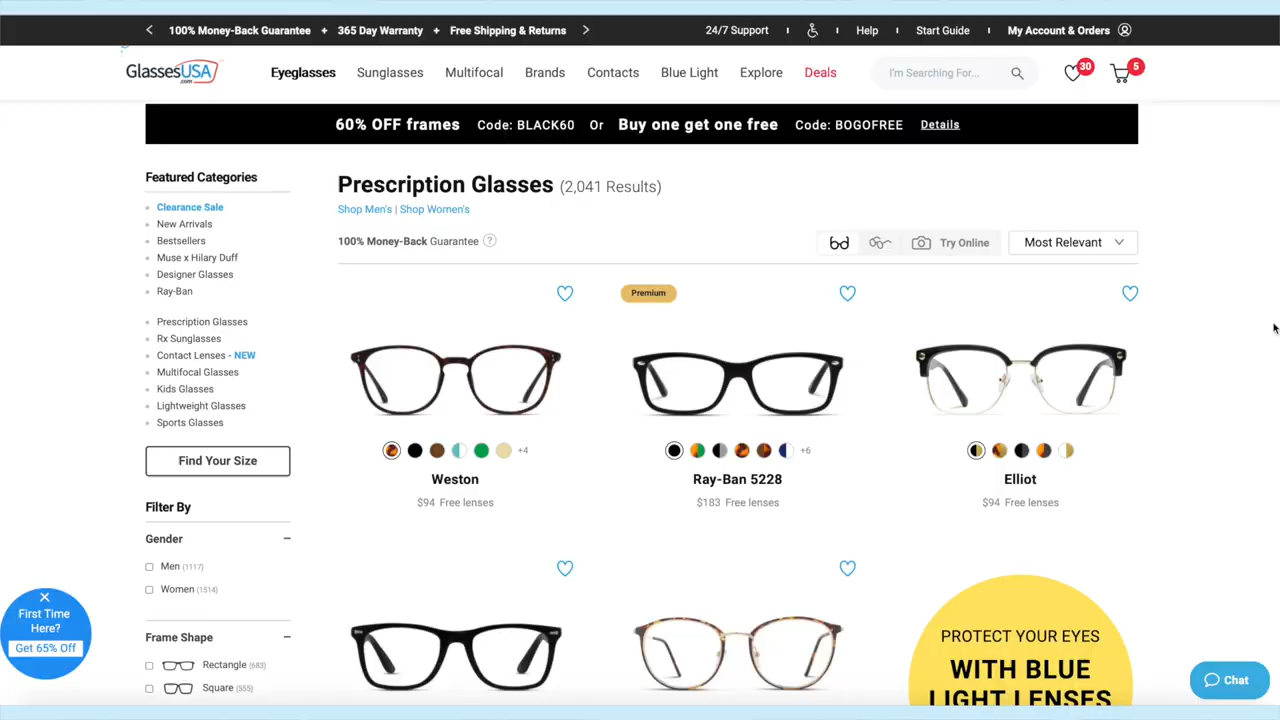 100% Money-Back Guarantee + 365 Day Warranty + Free Shipping & Returns
24/7 Support Help Start Guide My Account & Orders
GlassesUSA
.com
Eyeglasses Sunglasses Multifocal Brands Contacts Blue Light Explore Deals
I'm Searching For...
30
5
60% OFF frames Code: BLACK60 Or Buy one get one free Code: BOGOFREE Details
Featured Categories
Clearance Sale
New Arrivals
Bestsellers
Muse x Hilary Duff
Designer Glasses
Ray-Ban
Prescription Glasses
Rx Sunglasses
Contact Lenses - NEW
Multifocal Glasses
Kids Glasses
Lightweight Glasses
Sports Glasses
Find Your Size
Filter By
Gender
Men (1117)
Women (1514)
Frame Shape
Rectangle (683)
Square (555)
Prescription Glasses (2,041 Results)
Shop Men's | Shop Women's
100% Money-Back Guarantee ?
Try Online
Most Relevant
Premium
+4
Weston
$94 Free lenses
+6
Ray-Ban 5228
$183 Free lenses
Elliot
$94 Free lenses
PROTECT YOUR EYES
WITH BLUE
LIGHT LENSES
First Time
Here?
Get 65% Off
Chat